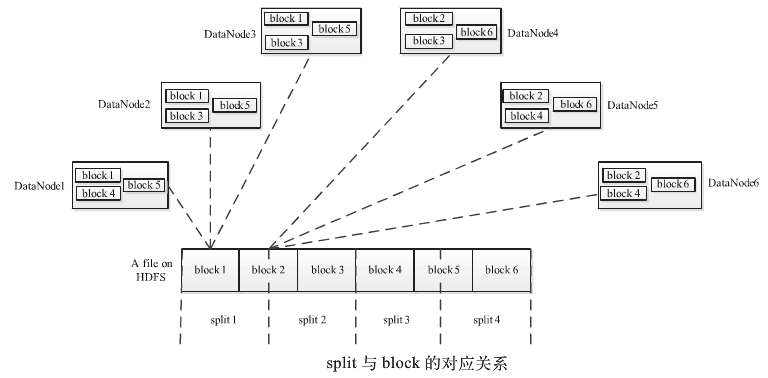 DataNode3
block 1
block 5
block 3
block 2
block 6
block 3
DataNode4
DataNode2
block 1
block 5
block 3
block 2
block 6
block 4
DataNode5
DataNode1
block 1
block 5
block 4
block 2
block 6
block 4
DataNode6
A file on
HDFS
block 1 block 2 block 3 block 4 block 5 block 6
split 1 split 2 split 3 split 4
split 与 block 的对应关系